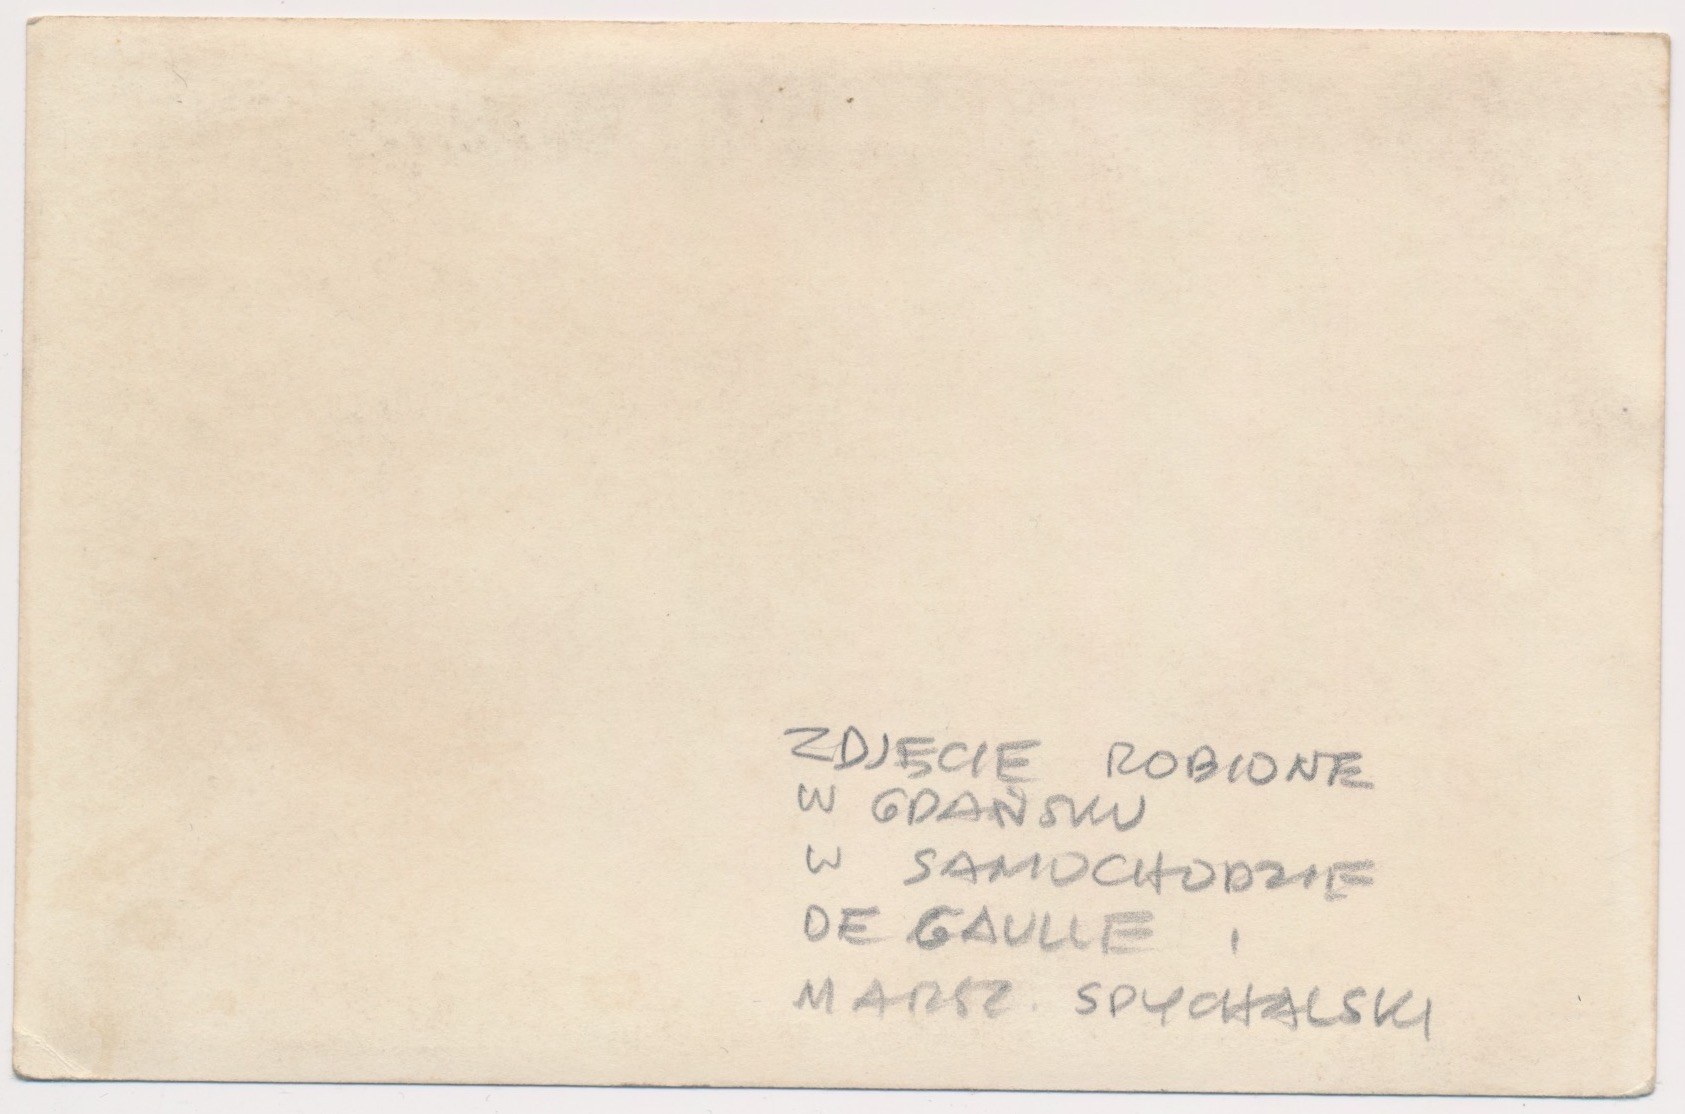 ZDJĘCIE ROBIONE
W GDAŃSKU
W SAMOCHODZIE
DE GAULLE I
MARSZ. SPYCHALSKI